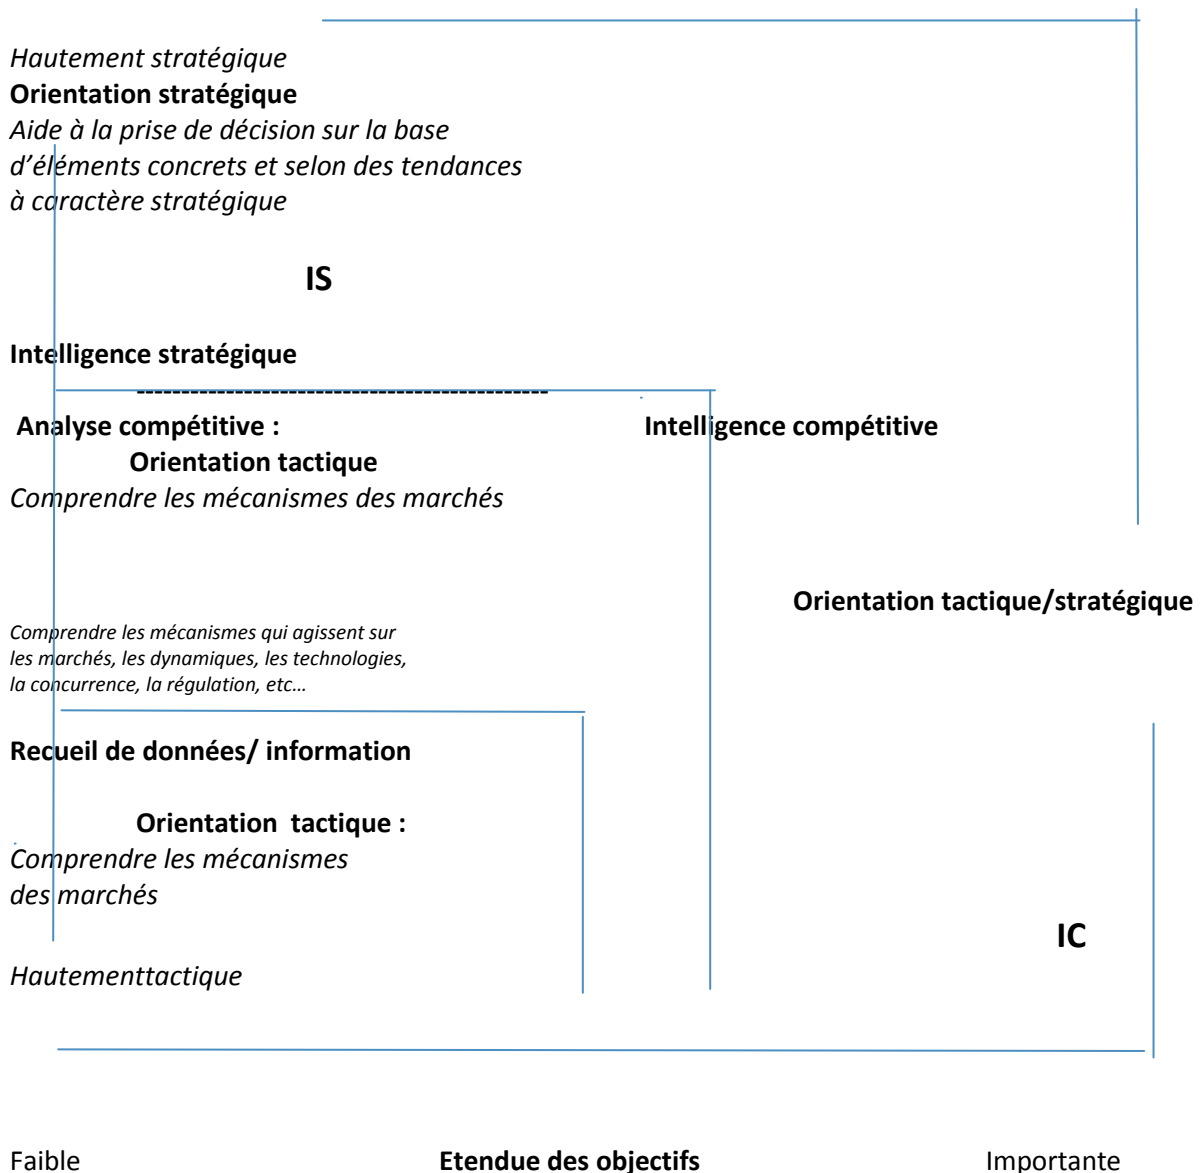 Hautement stratégique
Orientation stratégique
Aide à la prise de décision sur la base
d’éléments concrets et selon des tendances
à caractère stratégique
IS
Intelligence stratégique
----------------------------------------------
Analyse compétitive :
Intelligence compétitive
Orientation tactique
Comprendre les mécanismes des marchés
Orientation tactique/stratégique
Comprendre les mécanismes qui agissent sur
les marchés, les dynamiques, les technologies,
la concurrence, la régulation, etc…
Recueil de données/ information
Orientation  tactique :
Comprendre les mécanismes
des marchés
IC
Hautementtactique
Faible
Etendue des objectifs
Importante